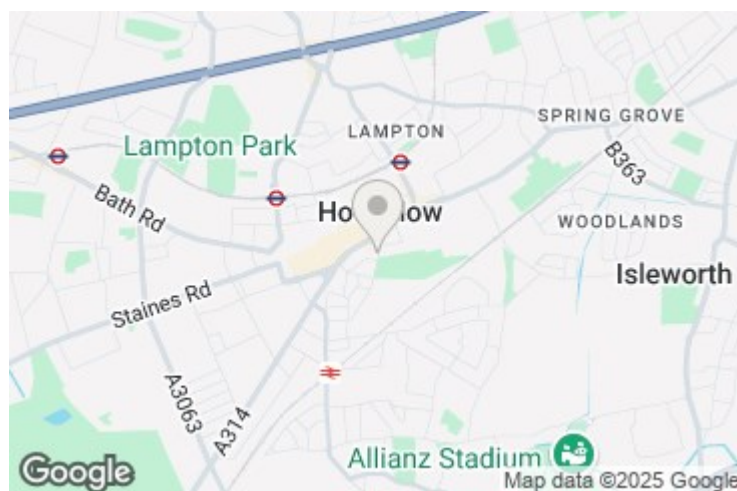 LAMPTON
SPRING GROVE
Lampton Park
B363
Bath Rd
WOODLANDS
Isleworth
Staines Rd
A3063
A314
Allianz Stadium
Google
Map data ©2025 Google